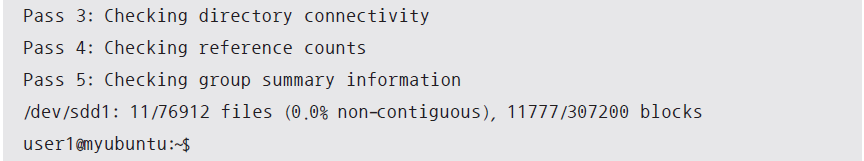 Pass 3: Checking directory connectivity
Pass 4: Checking reference counts
Pass 5: Checking group summary information
/dev/sdd1: 11/76912 files (0.0% non-contiguous), 11777/307200 blocks
user1@myubuntu:~$